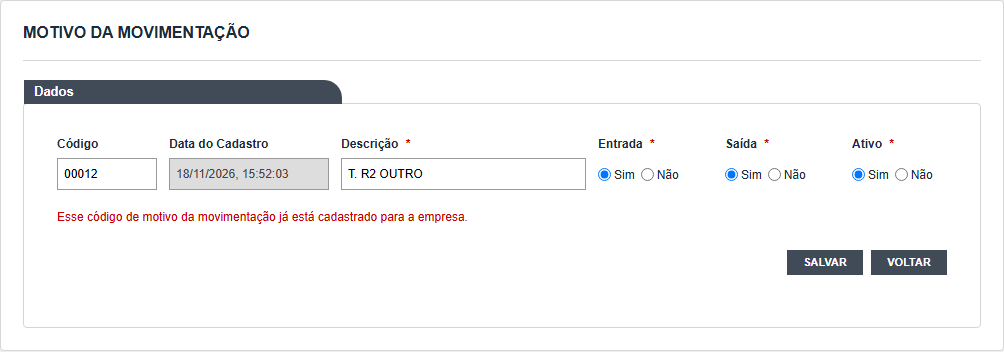 MOTIVO DA MOVIMENTAÇÃO
Dados
Código Data do Cadastro Descrição * Entrada * Saída * Ativo *
00012 18/11/2026, 15:52:03 T. R2 OUTRO Sim Não Sim Não Sim Não
Esse código de motivo da movimentação já está cadastrado para a empresa.
SALVAR VOLTAR